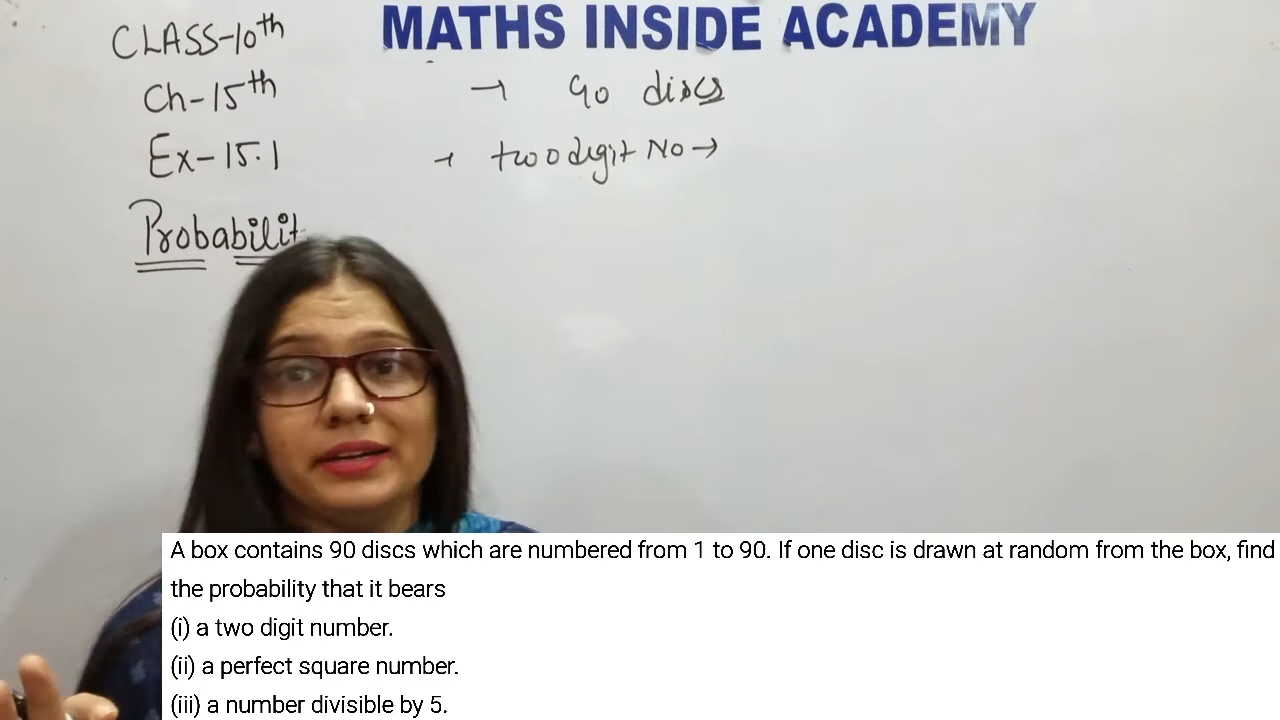 MATHS INSIDE ACADEMY
CLASS-10th
Ch-15th
Ex-15.1
Probabilit
→ 90 discs
→ two digit No →
A box contains 90 discs which are numbered from 1 to 90. If one disc is drawn at random from the box, find
the probability that it bears
(i) a two digit number.
(ii) a perfect square number.
(iii) a number divisible by 5.